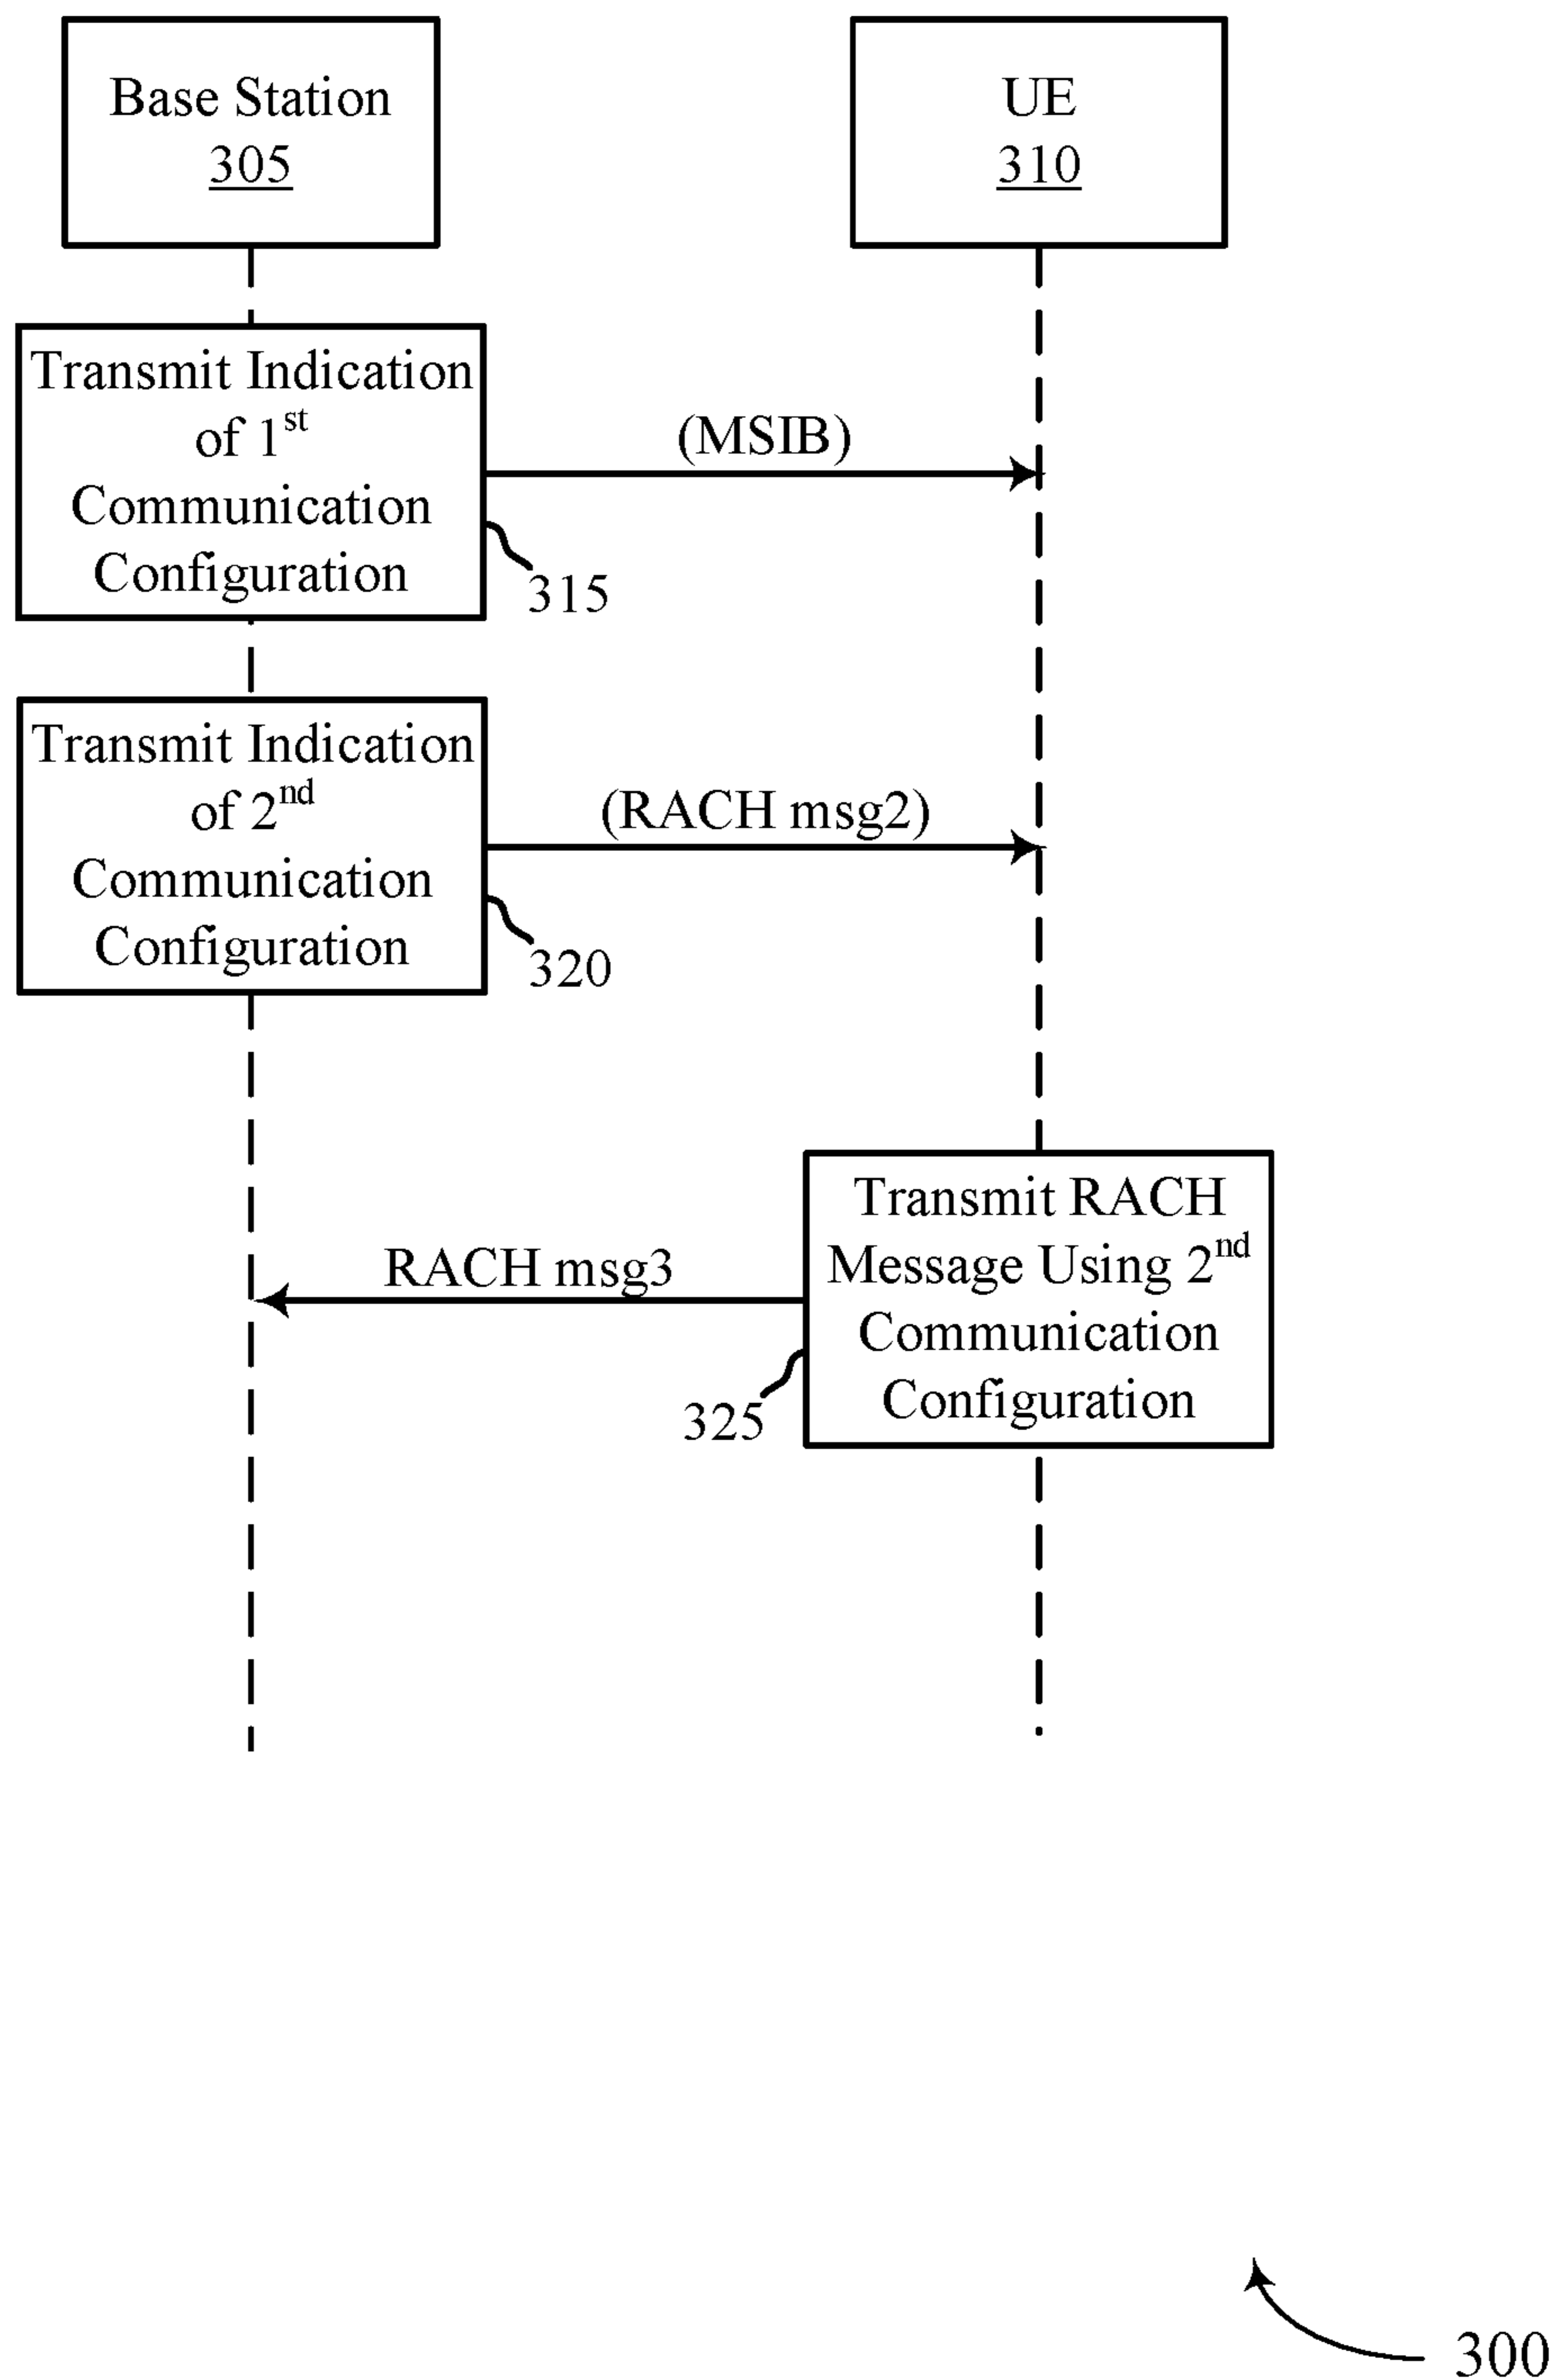 Base Station
305
UE
310
Transmit Indication
of 1st
Communication
Configuration
(MSIB)
315
Transmit Indication
of 2nd
Communication
Configuration
(RACH msg2)
320
Transmit RACH
Message Using 2nd
Communication
Configuration
RACH msg3
325
300